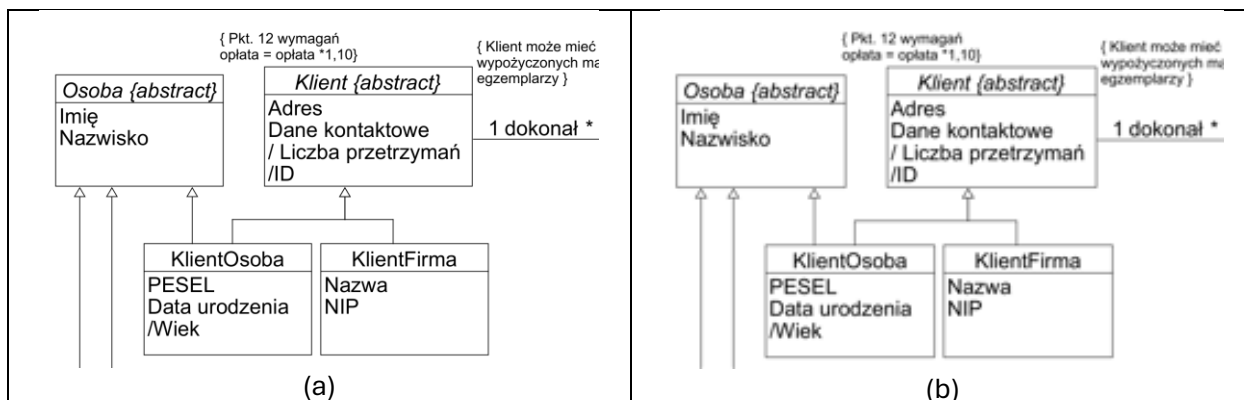 { Pkt. 12 wymagań
opłata = opłata *1,10}
{ Klient może mieć
wypożyczonych ma
egzemplarzy }
Osoba {abstract}
Imię
Nazwisko
Klient {abstract}
Adres
Dane kontaktowe
/ Liczba przetrzymań
/ID
1 dokonał *
KlientOsoba
PESEL
Data urodzenia
/Wiek
KlientFirma
Nazwa
NIP
(a)
{ Pkt. 12 wymagań
opłata = opłata *1,10}
{ Klient może mieć
wypożyczonych ma
egzemplarzy }
Osoba {abstract}
Imię
Nazwisko
Klient {abstract}
Adres
Dane kontaktowe
/ Liczba przetrzymań
/ID
1 dokonał *
KlientOsoba
PESEL
Data urodzenia
/Wiek
KlientFirma
Nazwa
NIP
(b)